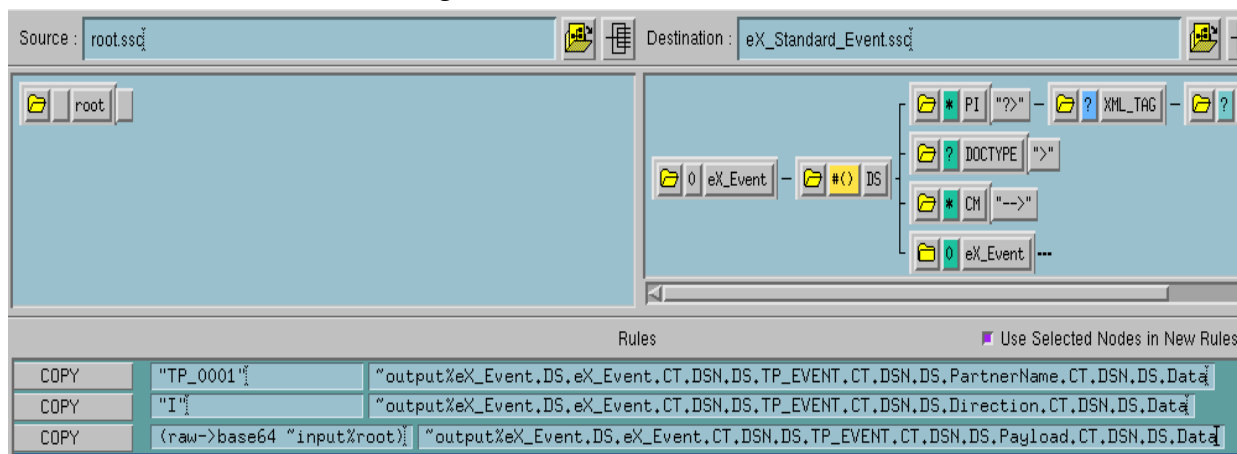 Source : root.ssc Destination : eX_Standard_Event.ssc
root
* PI "?>" ? XML_TAG ?
? DOCTYPE ">"
0 eX_Event #() DS
* CM "-->"
0 eX_Event
Rules Use Selected Nodes in New Rules
COPY "TP_0001" ~output%eX_Event.DS.eX_Event.CT.DSN.DS.TP_EVENT.CT.DSN.DS.PartnerName.CT.DSN.DS.Data
COPY "I" ~output%eX_Event.DS.eX_Event.CT.DSN.DS.TP_EVENT.CT.DSN.DS.Direction.CT.DSN.DS.Data
COPY (raw->base64 ~input%root) ~output%eX_Event.DS.eX_Event.CT.DSN.DS.TP_EVENT.CT.DSN.DS.Payload.CT.DSN.DS.Data